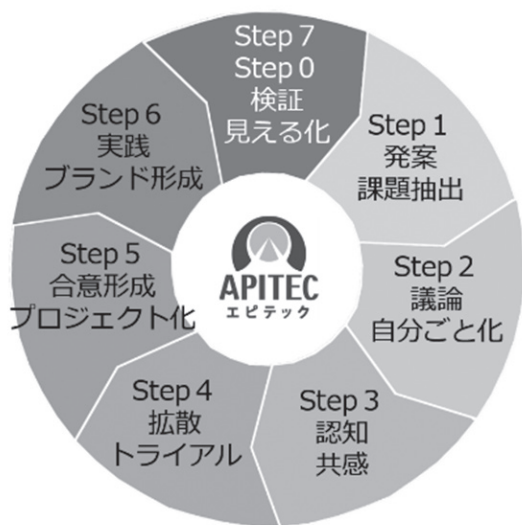 Step 7
Step 0
検証
見える化
Step 1
発案
課題抽出
Step 2
議論
自分ごと化
Step 3
認知
共感
Step 4
拡散
トライアル
Step 5
合意形成
プロジェクト化
Step 6
実践
ブランド形成
APITEC
エピテック